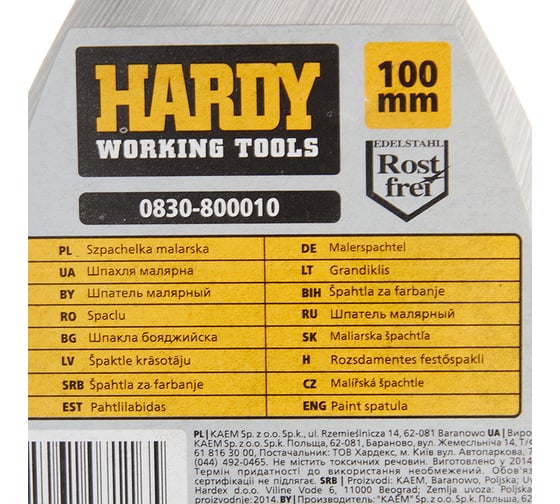 HARDY
WORKING TOOLS
100
mm
EDELSTAHL
Rost
frei
0830-800010
PL Szpachelka malarska
DE Malerspachtel
UA Шпахля малярна
LT Grandiklis
BY Шпатель малярный
BIH Špahtla za farbanje
RO Spaclu
RU Шпатель малярный
BG Шпакла бояджийска
SK Maliarska špachtľa
LV Špaktle krāsotāju
H Rozsdamentes festőspakli
SRB Špahtla za farbanje
CZ Malířská špachtle
EST Pahtlilabidas
ENG Paint spatula
PL | KAEM Sp. z o.o. Sp.k., ul. Rzemieślnicza 14, 62-081 Baranowo UA | Виро
KAEM Sp. z o.o. Sp.k. Польща, 62-081, Бараново, вул. Жемесльніча 14, Т/Ф
61 816 30 00, Постачальник: ТОВ Хардекс, м. Київ вул. Автопаркова, 7
(044) 492-0465. Не містить токсичних речовин. Виготовлено у 2014
Термін придатності до використання необмежений. Обов'яз
сертифікації не підлягає. SRB | Proizvodi: KAEM, Baranowo, Poljska; Uv
Hardex d.o.o. Viline Vode 6, 11000 Beograd; Zemlja uvoza: Poljska
proizvodnje: 2014. BY | Производитель: "KAEM" Sp.z o.o. Sp.k. Польша, 62